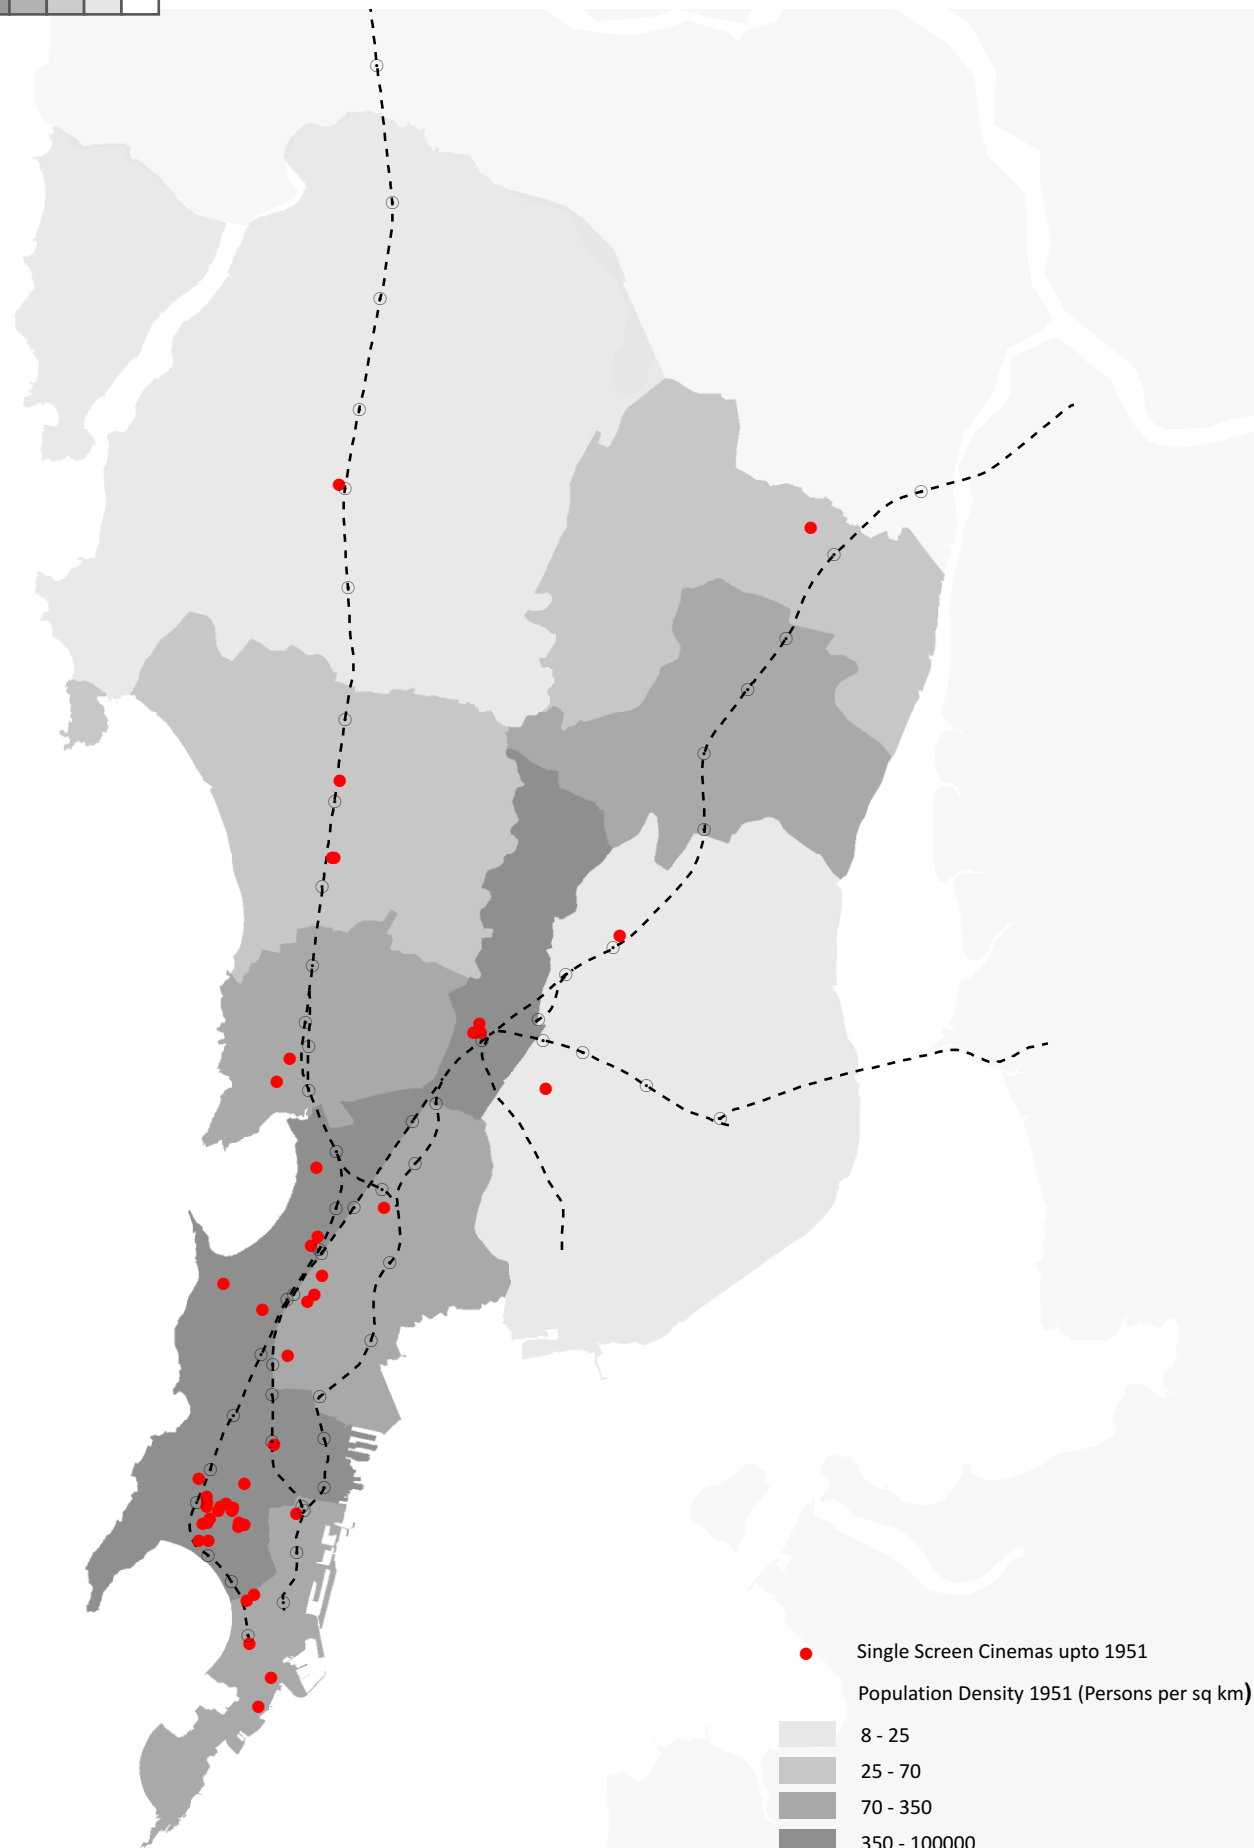 Single Screen Cinemas upto 1951
Population Density 1951 (Persons per sq km)
8 - 25
25 - 70
70 - 350
350 - 100000